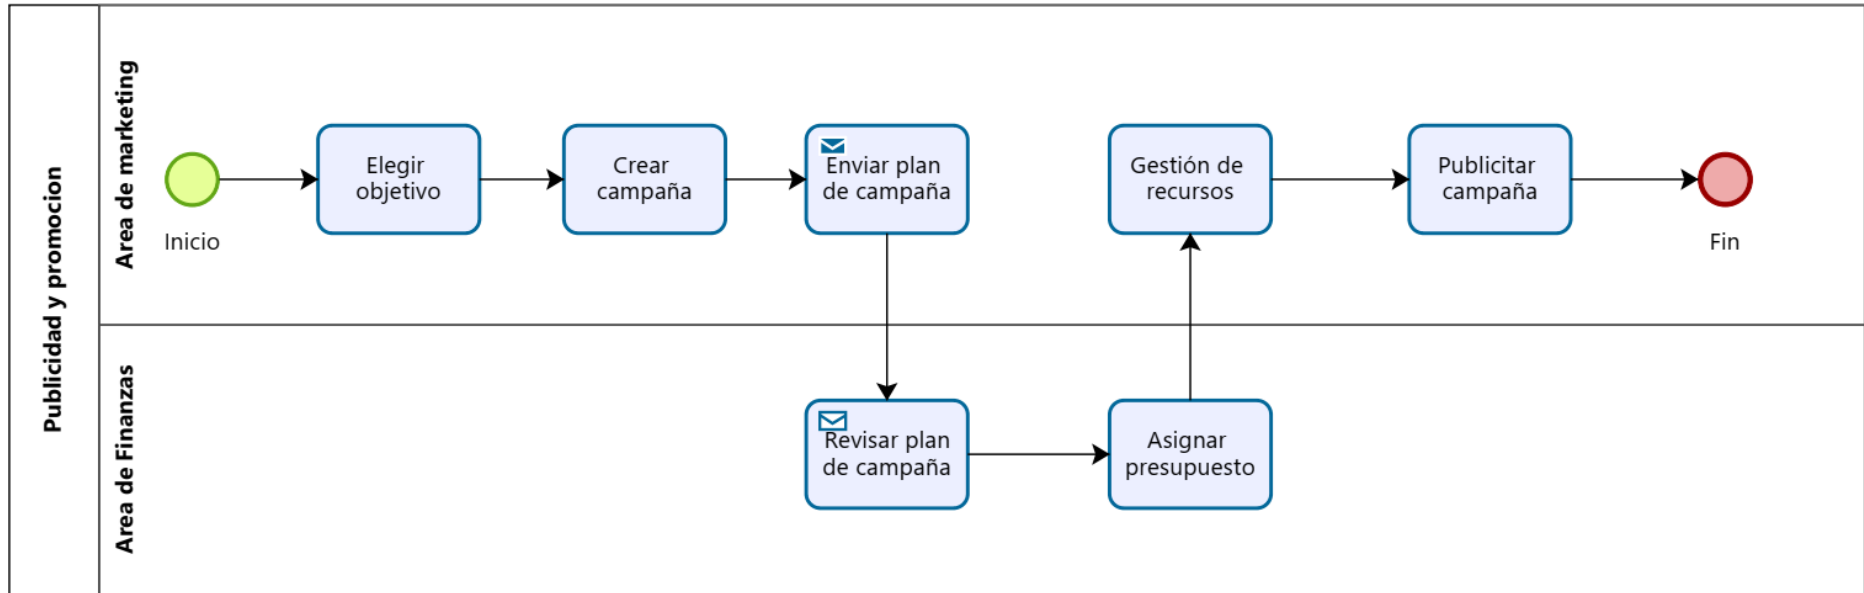 Publicidad y promocion
Area de marketing
Inicio
Elegir
objetivo
Crear
campaña
Enviar plan
de campaña
Gestión de
recursos
Publicitar
campaña
Fin
Area de Finanzas
Revisar plan
de campaña
Asignar
presupuesto